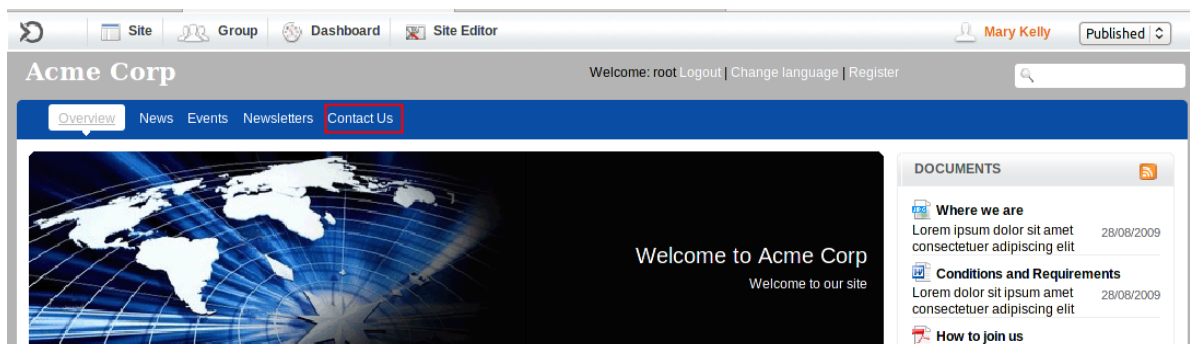 Site Group Dashboard Site Editor Mary Kelly Published
Acme Corp Welcome: root Logout | Change language | Register
Overview News Events Newsletters Contact Us
Welcome to Acme Corp
Welcome to our site
DOCUMENTS
Where we are
Lorem ipsum dolor sit amet 28/08/2009
consectetuer adipiscing elit
Conditions and Requirements
Lorem dolor sit ipsum amet 28/08/2009
consectetuer adipiscing elit
How to join us